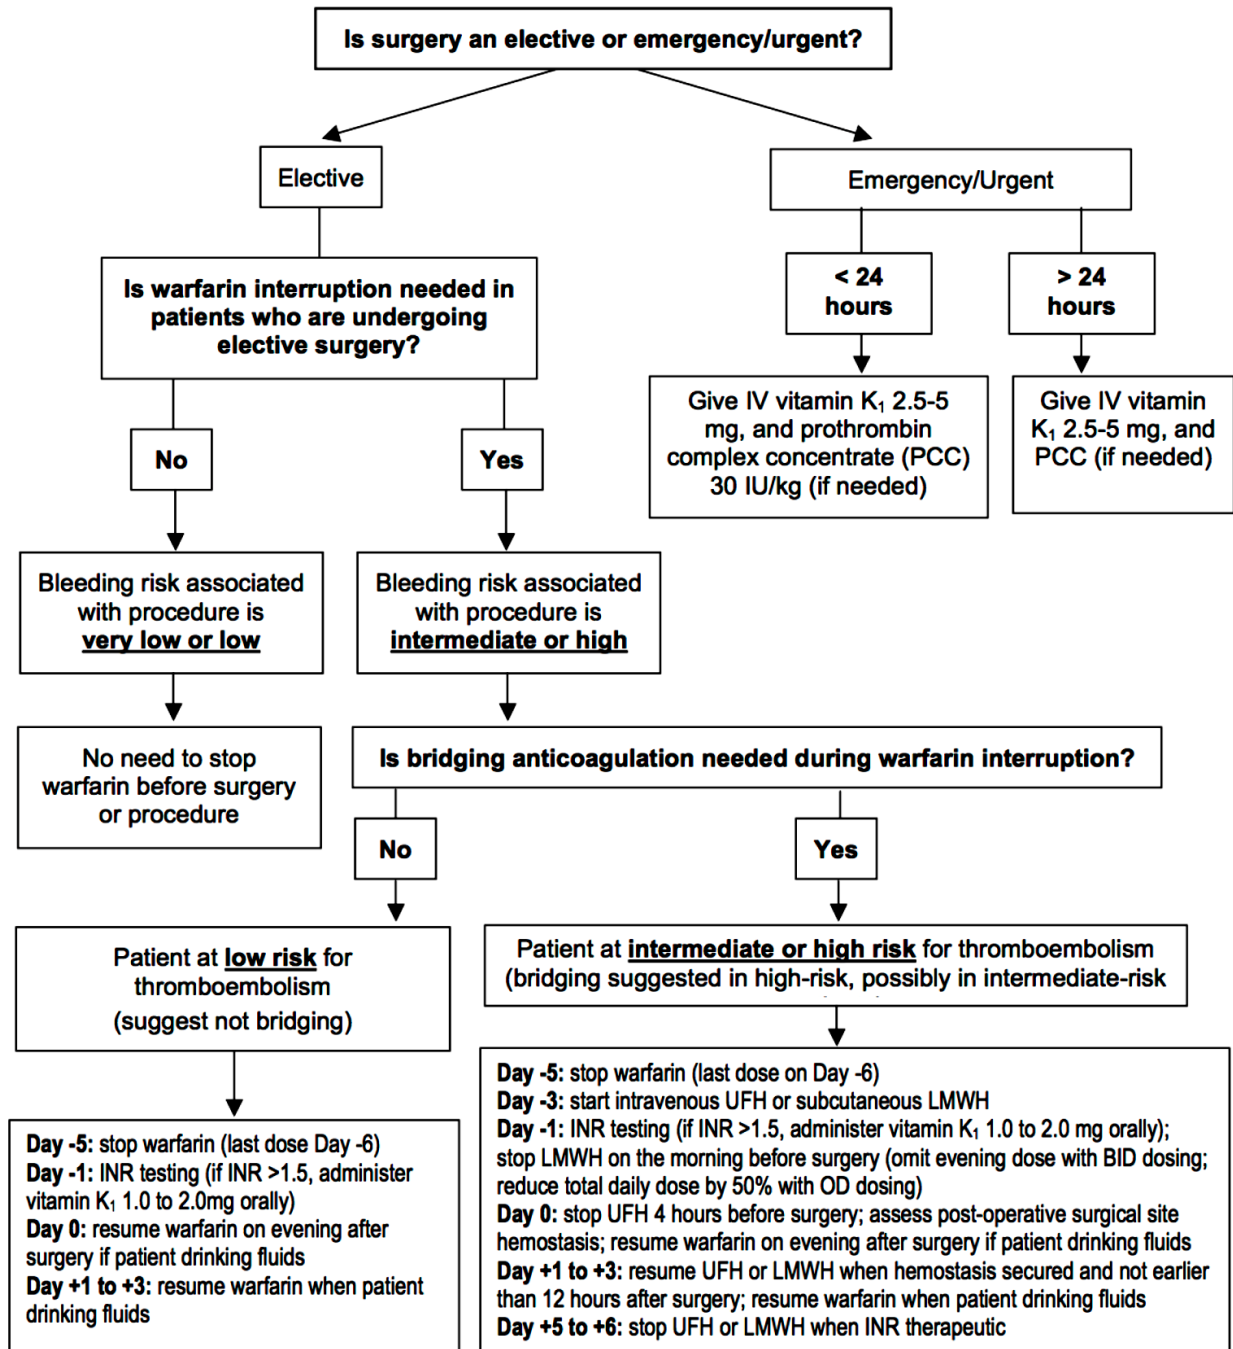 Is surgery an elective or emergency/urgent?
Elective
Emergency/Urgent
Is warfarin interruption needed in
patients who are undergoing
elective surgery?
< 24
hours
> 24
hours
Give IV vitamin K₁ 2.5-5
mg, and prothrombin
complex concentrate (PCC)
30 IU/kg (if needed)
Give IV vitamin
K₁ 2.5-5 mg, and
PCC (if needed)
No
Yes
Bleeding risk associated
with procedure is
very low or low
Bleeding risk associated
with procedure is
intermediate or high
No need to stop
warfarin before surgery
or procedure
Is bridging anticoagulation needed during warfarin interruption?
No
Yes
Patient at low risk for
thromboembolism
(suggest not bridging)
Patient at intermediate or high risk for thromboembolism
(bridging suggested in high-risk, possibly in intermediate-risk
Day -5: stop warfarin (last dose Day -6)
Day -1: INR testing (if INR >1.5, administer
vitamin K₁ 1.0 to 2.0mg orally)
Day 0: resume warfarin on evening after
surgery if patient drinking fluids
Day +1 to +3: resume warfarin when patient
drinking fluids
Day -5: stop warfarin (last dose on Day -6)
Day -3: start intravenous UFH or subcutaneous LMWH
Day -1: INR testing (if INR >1.5, administer vitamin K₁ 1.0 to 2.0 mg orally);
stop LMWH on the morning before surgery (omit evening dose with BID dosing;
reduce total daily dose by 50% with OD dosing)
Day 0: stop UFH 4 hours before surgery; assess post-operative surgical site
hemostasis; resume warfarin on evening after surgery if patient drinking fluids
Day +1 to +3: resume UFH or LMWH when hemostasis secured and not earlier
than 12 hours after surgery; resume warfarin when patient drinking fluids
Day +5 to +6: stop UFH or LMWH when INR therapeutic